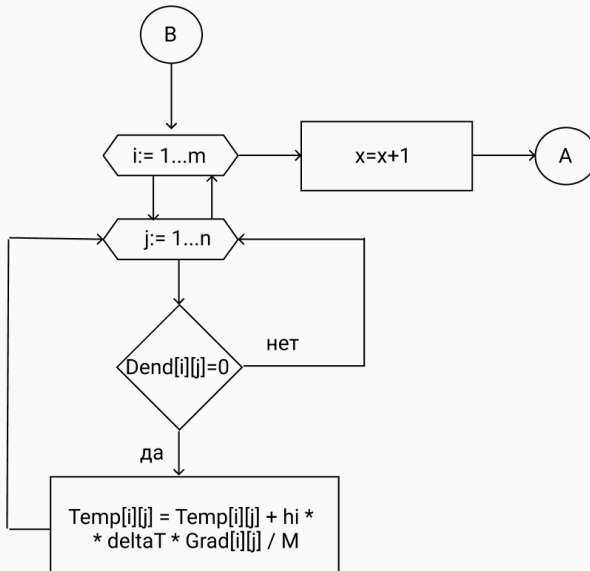 B
i:= 1...m
x=x+1
A
j:= 1...n
Dend[i][j]=0
нет
да
Temp[i][j] = Temp[i][j] + hi *
* deltaT * Grad[i][j] / M